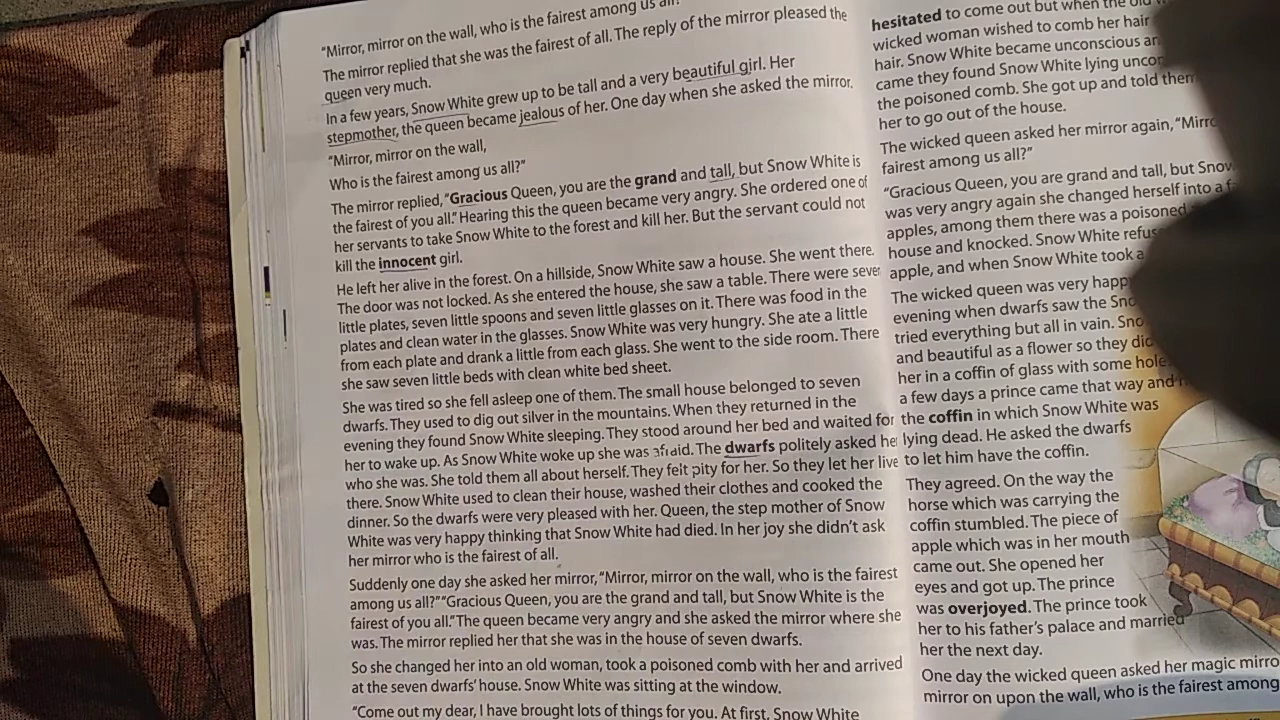 "Mirror, mirror on the wall, who is the fairest among us all?
The mirror replied that she was the fairest of all. The reply of the mirror pleased the
queen very much.
In a few years, Snow White grew up to be tall and a very beautiful girl. Her
stepmother, the queen became jealous of her. One day when she asked the mirror.
"Mirror, mirror on the wall,
Who is the fairest among us all?"
The mirror replied, "Gracious Queen, you are the grand and tall, but Snow White is
the fairest of you all." Hearing this the queen became very angry. She ordered one of
her servants to take Snow White to the forest and kill her. But the servant could not
kill the innocent girl.
He left her alive in the forest. On a hillside, Snow White saw a house. She went there.
The door was not locked. As she entered the house, she saw a table. There were seven
little plates, seven little spoons and seven little glasses on it. There was food in the
plates and clean water in the glasses. Snow White was very hungry. She ate a little
from each plate and drank a little from each glass. She went to the side room. There
she saw seven little beds with clean white bed sheet.
She was tired so she fell asleep one of them. The small house belonged to seven
dwarfs. They used to dig out silver in the mountains. When they returned in the
evening they found Snow White sleeping. They stood around her bed and waited for
her to wake up. As Snow White woke up she was afraid. The dwarfs politely asked her
who she was. She told them all about herself. They felt pity for her. So they let her live
there. Snow White used to clean their house, washed their clothes and cooked the
dinner. So the dwarfs were very pleased with her. Queen, the step mother of Snow
White was very happy thinking that Snow White had died. In her joy she didn't ask
her mirror who is the fairest of all.
Suddenly one day she asked her mirror, "Mirror, mirror on the wall, who is the fairest
among us all?" "Gracious Queen, you are the grand and tall, but Snow White is the
fairest of you all." The queen became very angry and she asked the mirror where she
was. The mirror replied her that she was in the house of seven dwarfs.
So she changed her into an old woman, took a poisoned comb with her and arrived
at the seven dwarfs' house. Snow White was sitting at the window.
"Come out my dear, I have brought lots of things for you. At first, Snow White
hesitated to come out but when the old
wicked woman wished to comb her hair
hair. Snow White became unconscious
came they found Snow White lying
the poisoned comb. She got up and told them
her to go out of the house.
The wicked queen asked her mirror again, "Mirror
fairest among us all?"
"Gracious Queen, you are grand and tall, but Snow
was very angry again she changed herself into a
apples, among them there was a poisoned
house and knocked. Snow White
apple, and when Snow White took a
The wicked queen was very
evening when dwarfs saw the
tried everything but all in vain.
and beautiful as a flower so they
her in a coffin of glass with some
a few days a prince came that way and
the coffin in which Snow White was
lying dead. He asked the dwarfs
to let him have the coffin.
They agreed. On the way the
horse which was carrying the
coffin stumbled. The piece of
apple which was in her mouth
came out. She opened her
eyes and got up. The prince
was overjoyed. The prince took
her to his father's palace and married
her the next day.
One day the wicked queen asked her magic
mirror on upon the wall, who is the fairest among